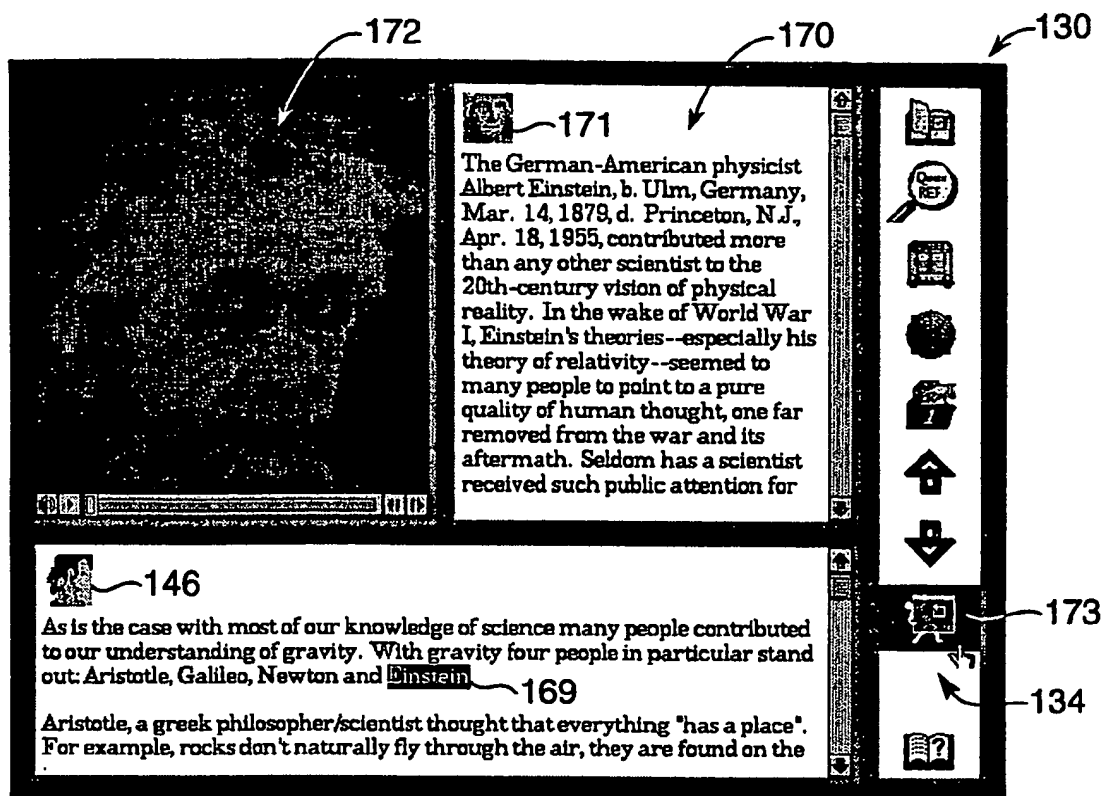 172
170
130
171
The German-American physicist
Albert Einstein, b. Ulm, Germany,
Mar. 14, 1879, d. Princeton, N.J.,
Apr. 18, 1955, contributed more
than any other scientist to the
20th-century vision of physical
reality. In the wake of World War
I, Einstein's theories--especially his
theory of relativity--seemed to
many people to point to a pure
quality of human thought, one far
removed from the war and its
aftermath. Seldom has a scientist
received such public attention for
REF
1
146
As is the case with most of our knowledge of science many people contributed
to our understanding of gravity. With gravity four people in particular stand
out: Aristotle, Galileo, Newton and Einstein
169
Aristotle, a greek philosopher/scientist thought that everything "has a place".
For example, rocks don't naturally fly through the air, they are found on the
173
134
?